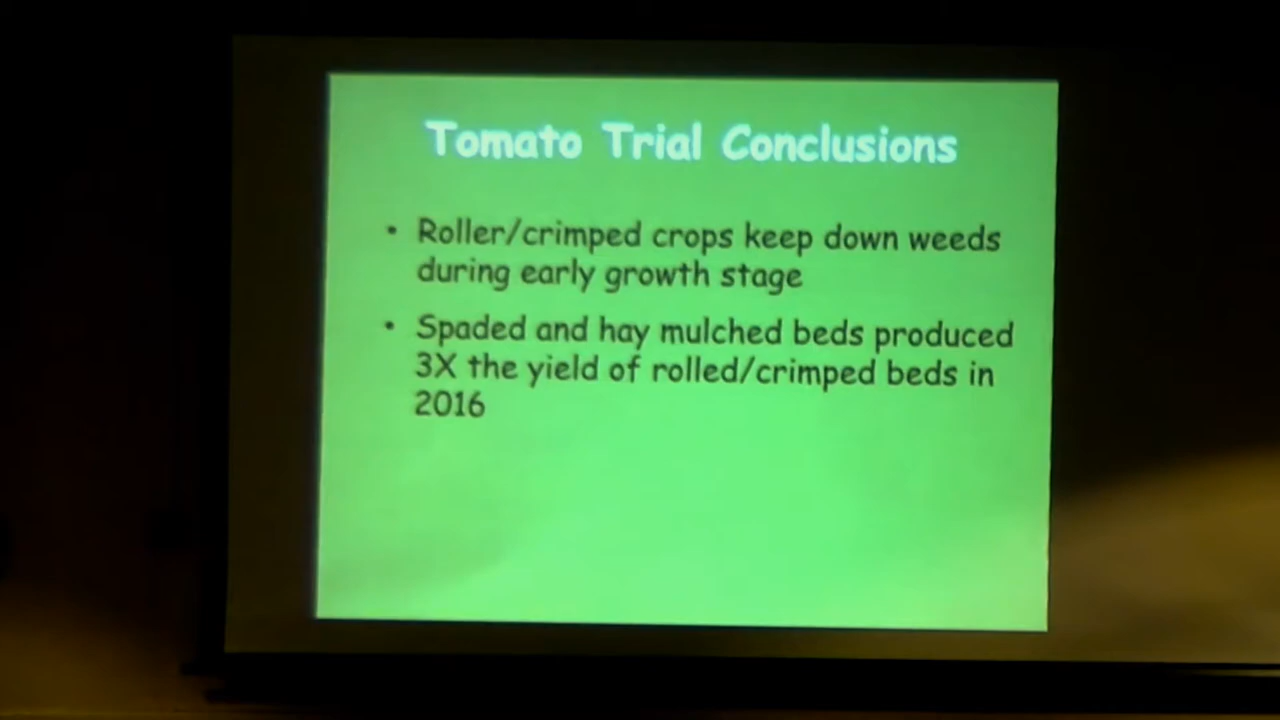 Tomato Trial Conclusions
• Roller/crimped crops keep down weeds
during early growth stage
• Spaded and hay mulched beds produced
3X the yield of rolled/crimped beds in
2016